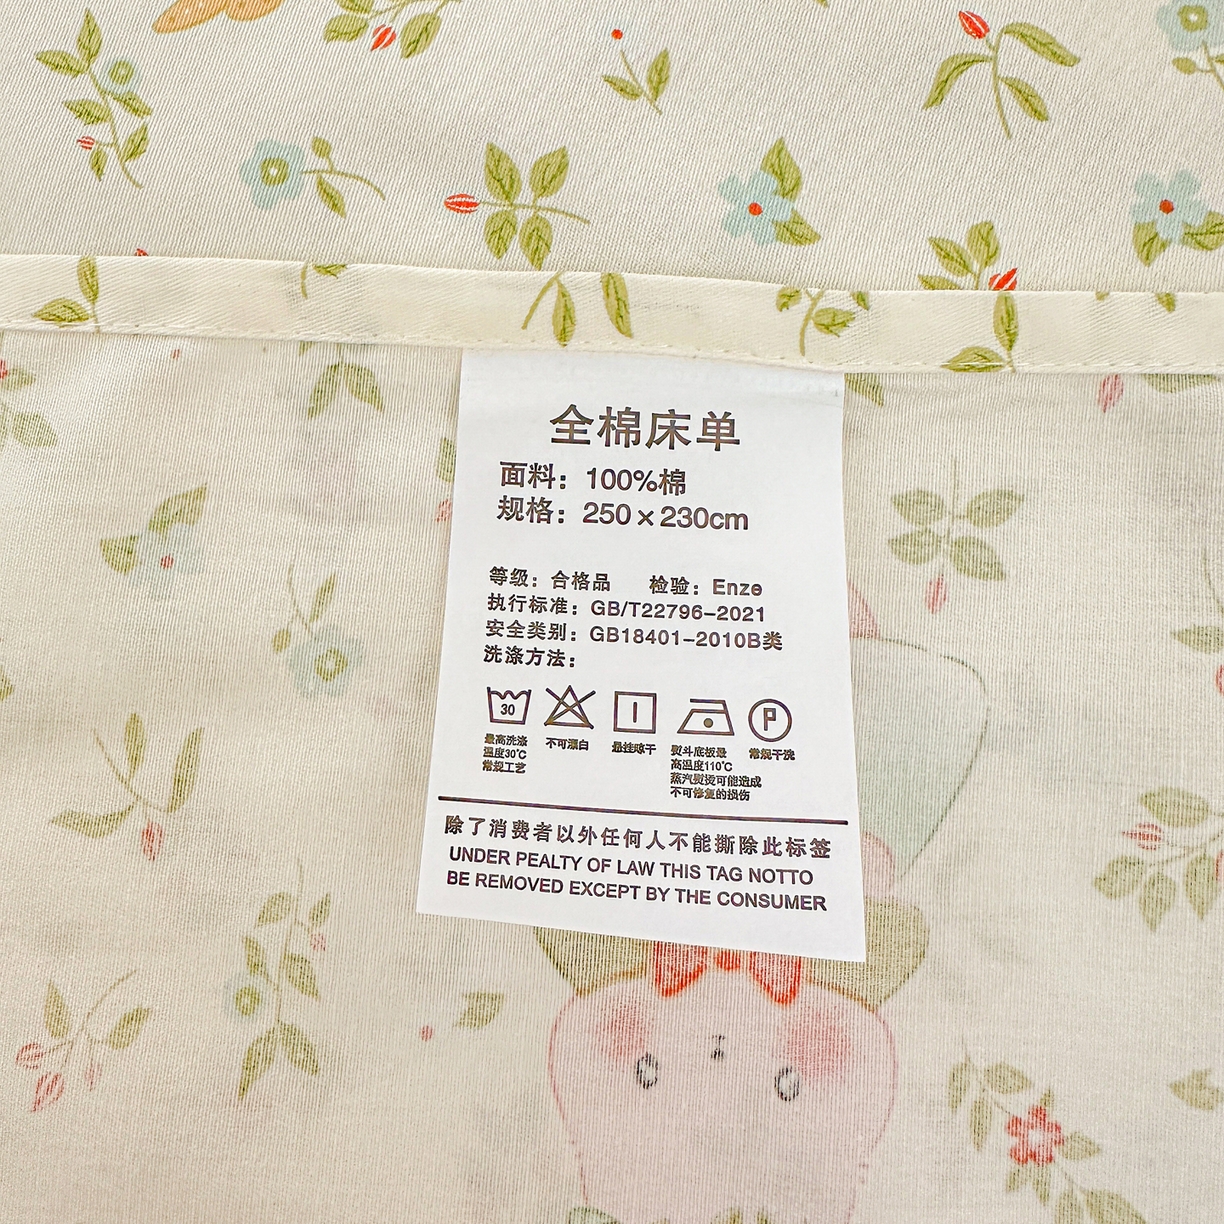 全棉床单
面料：100%棉
规格：250×230cm
等级：合格品 检验：Enze
执行标准：GB/T22796-2021
安全类别：GB18401-2010B类
洗涤方法：
30
P
最高洗涤
温度30℃
常规工艺
不可漂白
悬挂晾干
熨斗底板最
高温度110℃
蒸汽熨烫可能造成
不可修复的损伤
常规干洗
除了消费者以外任何人不能撕除此标签
UNDER PEALTY OF LAW THIS TAG NOTTO
BE REMOVED EXCEPT BY THE CONSUMER